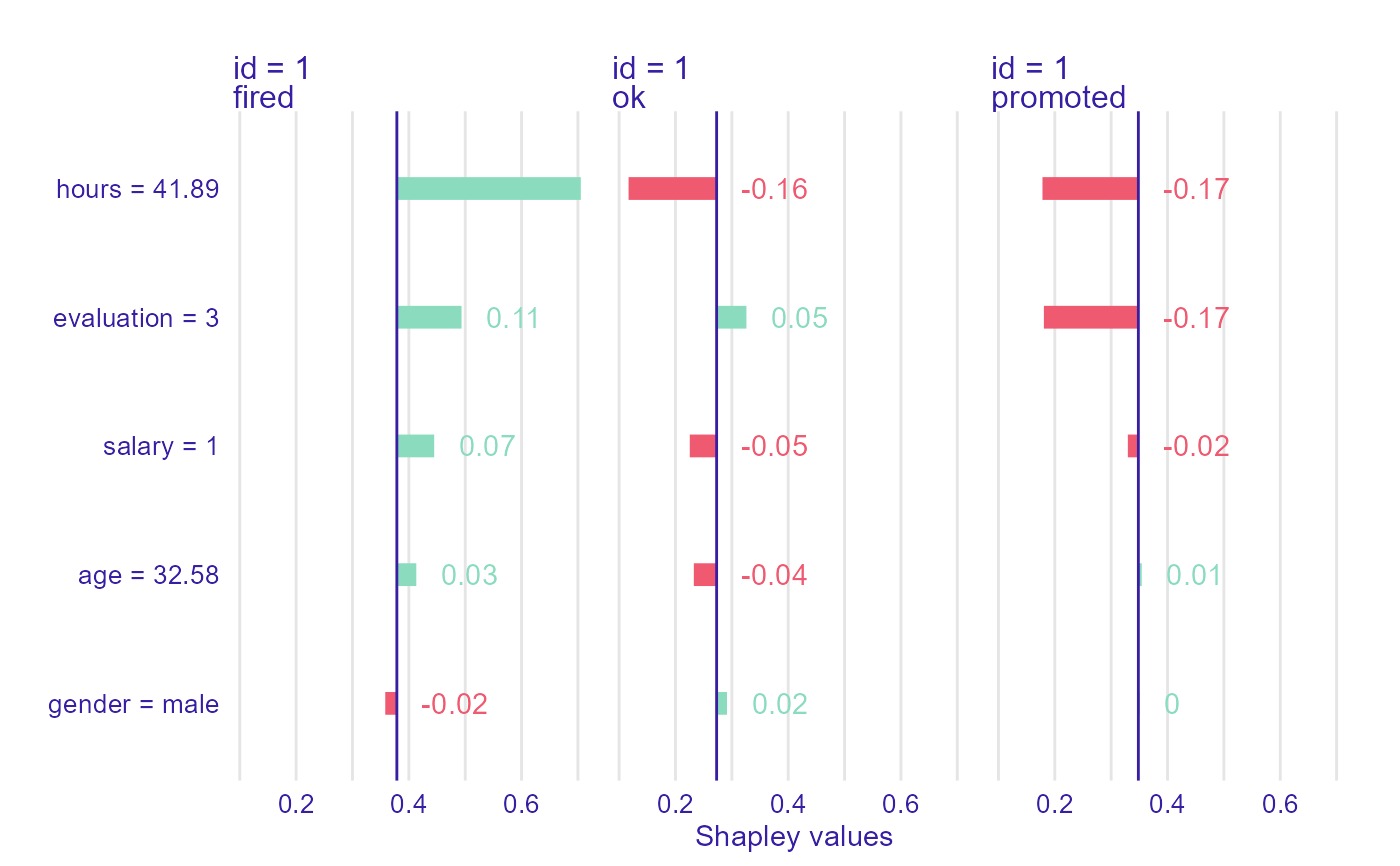 id = 1
fired
id = 1
ok
id = 1
promoted
hours = 41.89
-0.16
-0.17
evaluation = 3
0.11
0.05
-0.17
salary = 1
0.07
-0.05
-0.02
age = 32.58
0.03
-0.04
0.01
gender = male
-0.02
0.02
0
0.2
0.4
0.6
0.2
0.4
0.6
0.2
0.4
0.6
Shapley values